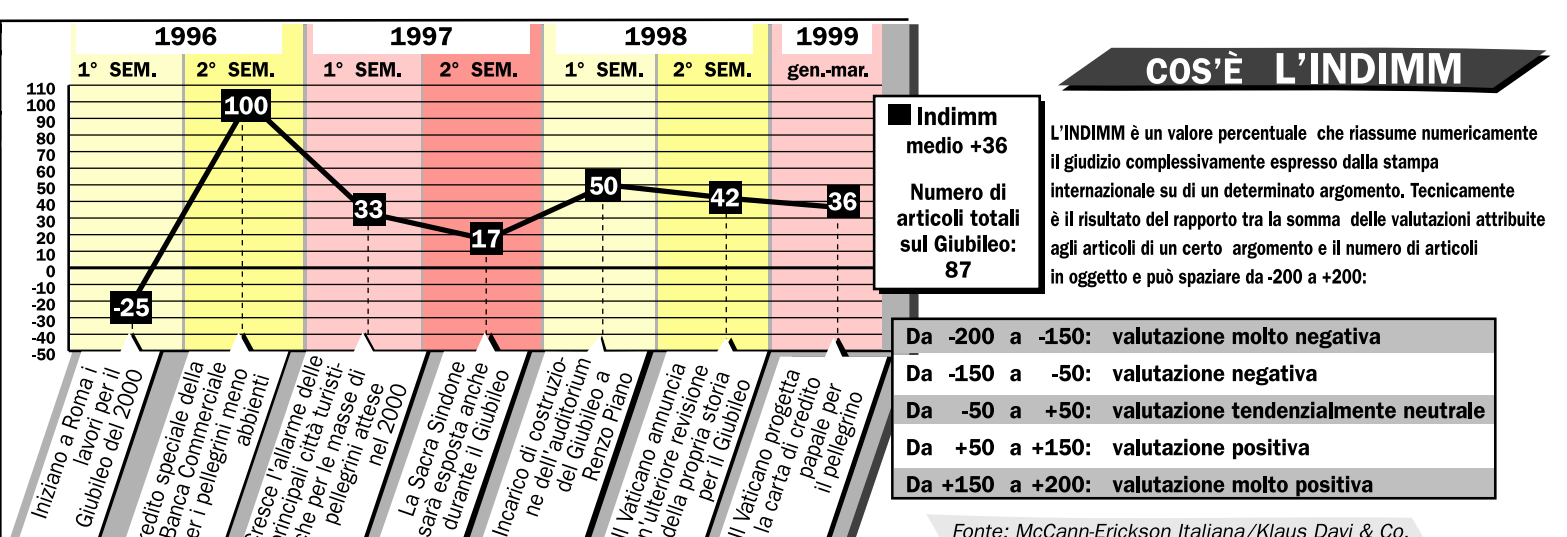 1996 1997 1998 1999
1° SEM. 2° SEM. 1° SEM. 2° SEM. 1° SEM. 2° SEM. gen.-mar.
110
100
90
80
70
60
50
40
30
20
10
0
-10
-20
-30
-40
-50
-25
100
33
17
50
42
36
Indimm
medio +36
Numero di
articoli totali
sul Giubileo:
87
Iniziano a Roma i
lavori per il
Giubileo del 2000
speciale della
Banca Commerciale
i pellegrini meno
abbienti
Cresce l'allarme delle
principali città turisti-
che per le masse di
pellegrini attese
nel 2000
La Sacra Sindone
sarà esposta anche
durante il Giubileo
Incarico di costruzio-
ne dell'auditorium
del Giubileo a
Renzo Piano
Il Vaticano annuncia
un'ulteriore revisione
della propria storia
per il Giubileo
Il Vaticano progetta
la carta di credito
papale per
il pellegrino
COS'È L'INDIMM
L'INDIMM è un valore percentuale che riassume numericamente
il giudizio complessivamente espresso dalla stampa
internazionale su di un determinato argomento. Tecnicamente
è il risultato del rapporto tra la somma delle valutazioni attribuite
agli articoli di un certo argomento e il numero di articoli
in oggetto e può spaziare da -200 a +200:
Da -200 a -150: valutazione molto negativa
Da -150 a -50: valutazione negativa
Da -50 a +50: valutazione tendenzialmente neutrale
Da +50 a +150: valutazione positiva
Da +150 a +200: valutazione molto positiva
Fonte: McCann-Erickson Italiana/Klaus Davi & Co.